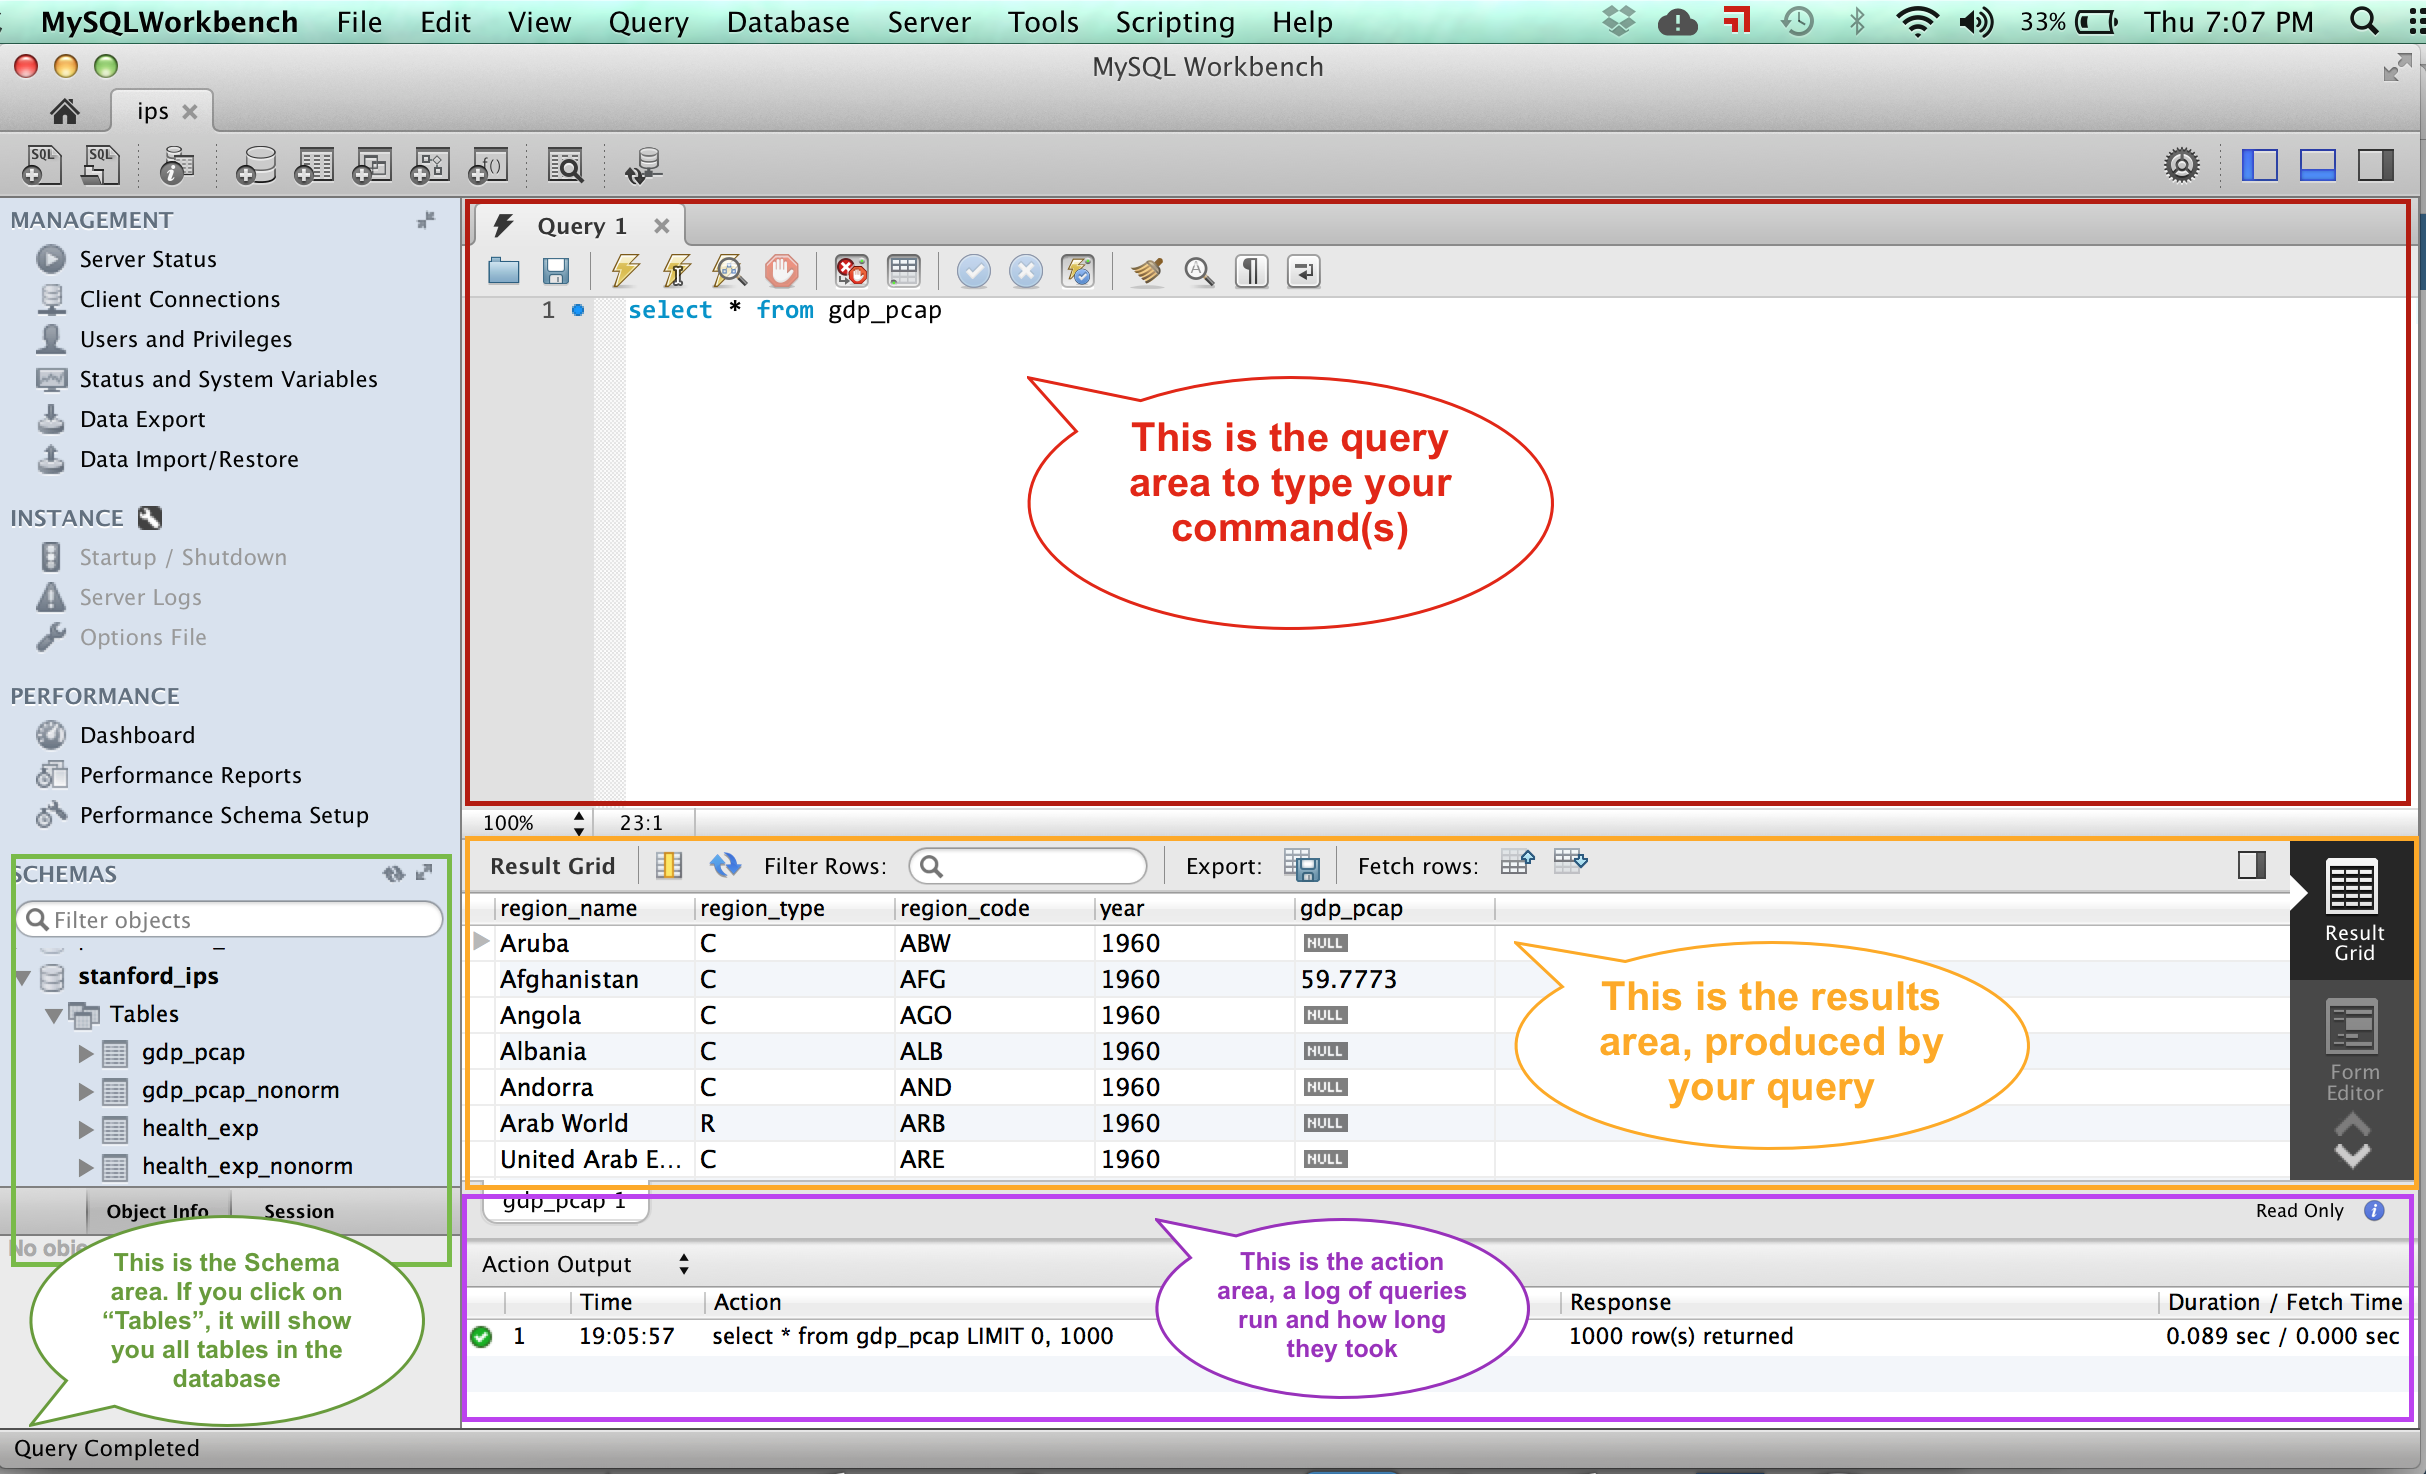 MySQLWorkbench File Edit View Query Database Server Tools Scripting Help 33% Thu 7:07 PM
MySQL Workbench
ips
SQL SQL
MANAGEMENT
Server Status
Client Connections
Users and Privileges
Status and System Variables
Data Export
Data Import/Restore
INSTANCE
Startup / Shutdown
Server Logs
Options File
PERFORMANCE
Dashboard
Performance Reports
Performance Schema Setup
SCHEMAS
Filter objects
stanford_ips
Tables
gdp_pcap
gdp_pcap_nonorm
health_exp
health_exp_nonorm
Object Info Session
No obje
This is the Schema
area. If you click on
“Tables”, it will show
you all tables in the
database
Query 1
1 select * from gdp_pcap
This is the query
area to type your
command(s)
100% 23:1
Result Grid Filter Rows: Export: Fetch rows:
region_name region_type region_code year gdp_pcap
Aruba C ABW 1960 NULL
Afghanistan C AFG 1960 59.7773
Angola C AGO 1960 NULL
Albania C ALB 1960 NULL
Andorra C AND 1960 NULL
Arab World R ARB 1960 NULL
United Arab E... C ARE 1960 NULL
This is the results
area, produced by
your query
Result
Grid
Form
Editor
gdp_pcap 1
Read Only
Action Output
Time Action Response Duration / Fetch Time
1 19:05:57 select * from gdp_pcap LIMIT 0, 1000 1000 row(s) returned 0.089 sec / 0.000 sec
This is the action
area, a log of queries
run and how long
they took
Query Completed